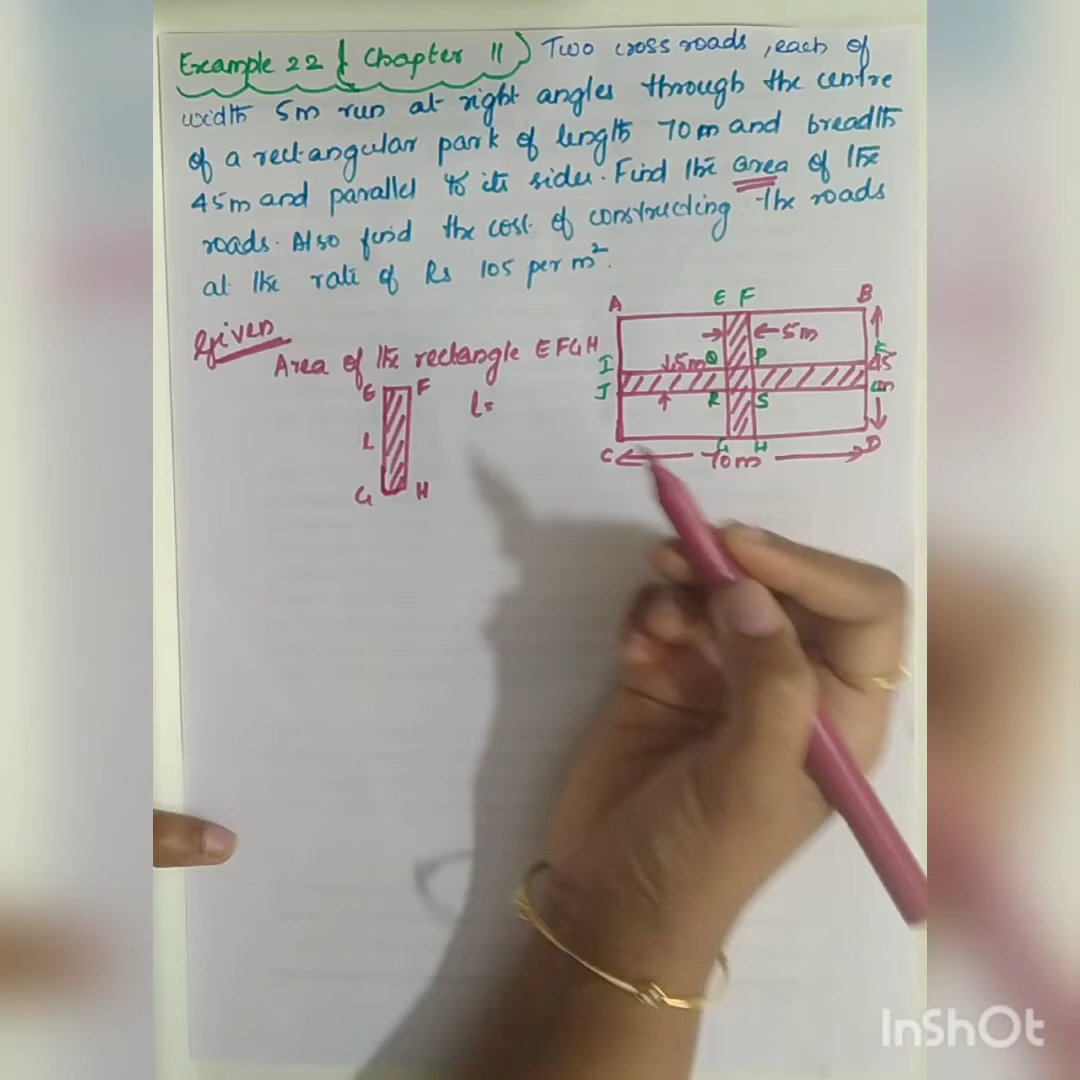 Example 22 { Chapter 11 } Two cross roads, each of
width 5m run at right angles through the centre
of a rectangular park of length 70m and breadth
45m and parallel to its sides. Find the area of the
roads. Also find the cost of constructing the roads
at the rate of Rs 105 per m².
Given
Area of the rectangle EFGH
E F
L
G H
l=
A E F B
5m
I 5m Q P K
45
J R S m
C G H D
70m
InShOt